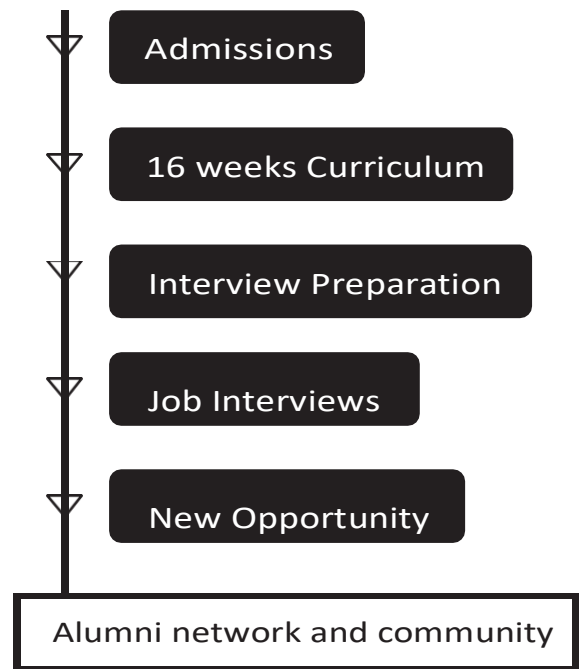 Admissions
16 weeks Curriculum
Interview Preparation
Job Interviews
New Opportunity
Alumni network and community